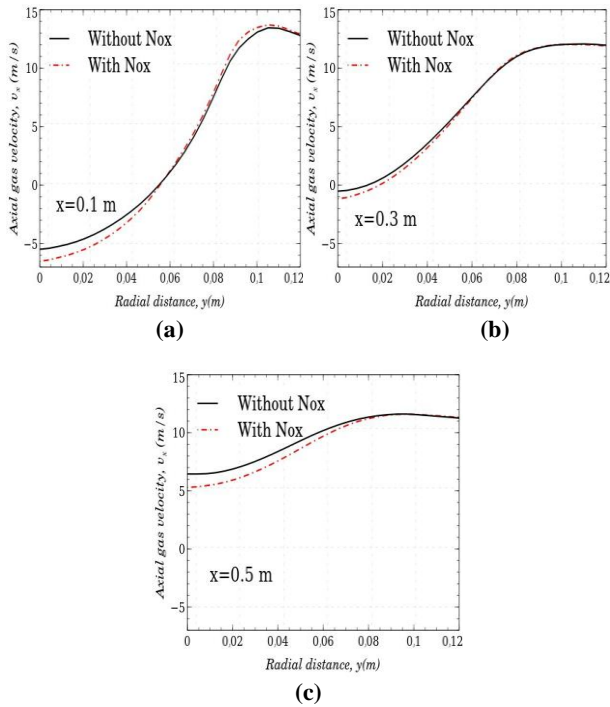 15
10
5
0
−5
Axial gas velocity, vₓ (m/s)
Without Nox
With Nox
x=0.1 m
0 0,02 0,04 0,06 0,08 0,1 0,12
Radial distance, y(m)
(a)
15
10
5
0
−5
Axial gas velocity, vₓ (m/s)
Without Nox
With Nox
x=0.3 m
0 0,02 0,04 0,06 0,08 0,1 0,12
Radial distance, y(m)
(b)
15
10
5
0
−5
Axial gas velocity, vₓ (m/s)
Without Nox
With Nox
x=0.5 m
0 0,02 0,04 0,06 0,08 0,1 0,12
Radial distance, y(m)
(c)